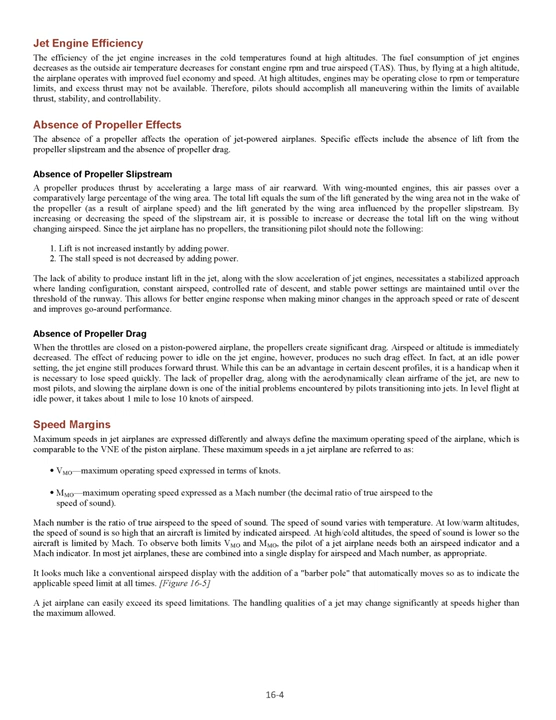 Jet Engine Efficiency
The efficiency of the jet engine increases in the cold temperatures found at high altitudes. The fuel consumption of jet engines
decreases as the outside air temperature decreases for constant engine rpm and true airspeed (TAS). Thus, by flying at a high altitude,
the airplane operates with improved fuel economy and speed. At high altitudes, engines may be operating close to rpm or temperature
limits, and excess thrust may not be available. Therefore, pilots should accomplish all maneuvering within the limits of available
thrust, stability, and controllability.
Absence of Propeller Effects
The absence of a propeller affects the operation of jet-powered airplanes. Specific effects include the absence of lift from the
propeller slipstream and the absence of propeller drag.
Absence of Propeller Slipstream
A propeller produces thrust by accelerating a large mass of air rearward. With wing-mounted engines, this air passes over a
comparatively large percentage of the wing area. The total lift equals the sum of the lift generated by the wing area not in the wake of
the propeller (as a result of airplane speed) and the lift generated by the wing area influenced by the propeller slipstream. By
increasing or decreasing the speed of the slipstream air, it is possible to increase or decrease the total lift on the wing without
changing airspeed. Since the jet airplane has no propellers, the transitioning pilot should note the following:
1. Lift is not increased instantly by adding power.
2. The stall speed is not decreased by adding power.
The lack of ability to produce instant lift in the jet, along with the slow acceleration of jet engines, necessitates a stabilized approach
where landing configuration, constant airspeed, controlled rate of descent, and stable power settings are maintained until over the
threshold of the runway. This allows for better engine response when making minor changes in the approach speed or rate of descent
and improves go-around performance.
Absence of Propeller Drag
When the throttles are closed on a piston-powered airplane, the propellers create significant drag. Airspeed or altitude is immediately
decreased. The effect of reducing power to idle on the jet engine, however, produces no such drag effect. In fact, at an idle power
setting, the jet engine still produces forward thrust. While this can be an advantage in certain descent profiles, it is a handicap when it
is necessary to lose speed quickly. The lack of propeller drag, along with the aerodynamically clean airframe of the jet, are new to
most pilots, and slowing the airplane down is one of the initial problems encountered by pilots transitioning into jets. In level flight at
idle power, it takes about 1 mile to lose 10 knots of airspeed.
Speed Margins
Maximum speeds in jet airplanes are expressed differently and always define the maximum operating speed of the airplane, which is
comparable to the VNE of the piston airplane. These maximum speeds in a jet airplane are referred to as:
• VMO—maximum operating speed expressed in terms of knots.
• MMO—maximum operating speed expressed as a Mach number (the decimal ratio of true airspeed to the
speed of sound).
Mach number is the ratio of true airspeed to the speed of sound. The speed of sound varies with temperature. At low/warm altitudes,
the speed of sound is so high that an aircraft is limited by indicated airspeed. At high/cold altitudes, the speed of sound is lower so the
aircraft is limited by Mach. To observe both limits VMO and MMO, the pilot of a jet airplane needs both an airspeed indicator and a
Mach indicator. In most jet airplanes, these are combined into a single display for airspeed and Mach number, as appropriate.
It looks much like a conventional airspeed display with the addition of a "barber pole" that automatically moves so as to indicate the
applicable speed limit at all times. [Figure 16-5]
A jet airplane can easily exceed its speed limitations. The handling qualities of a jet may change significantly at speeds higher than
the maximum allowed.
16-4